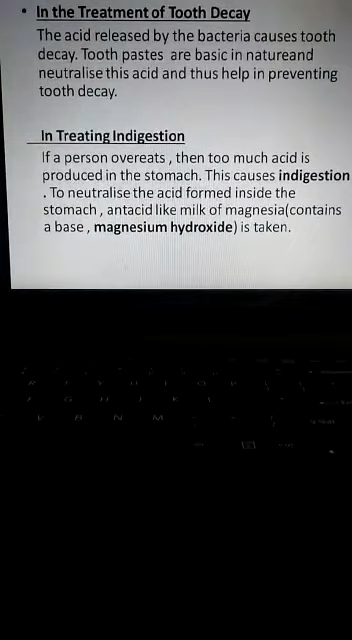 • In the Treatment of Tooth Decay
The acid released by the bacteria causes tooth
decay. Tooth pastes are basic in natureand
neutralise this acid and thus help in preventing
tooth decay.
In Treating Indigestion
If a person overeats , then too much acid is
produced in the stomach. This causes indigestion
. To neutralise the acid formed inside the
stomach , antacid like milk of magnesia(contains
a base , magnesium hydroxide) is taken.
V B N M